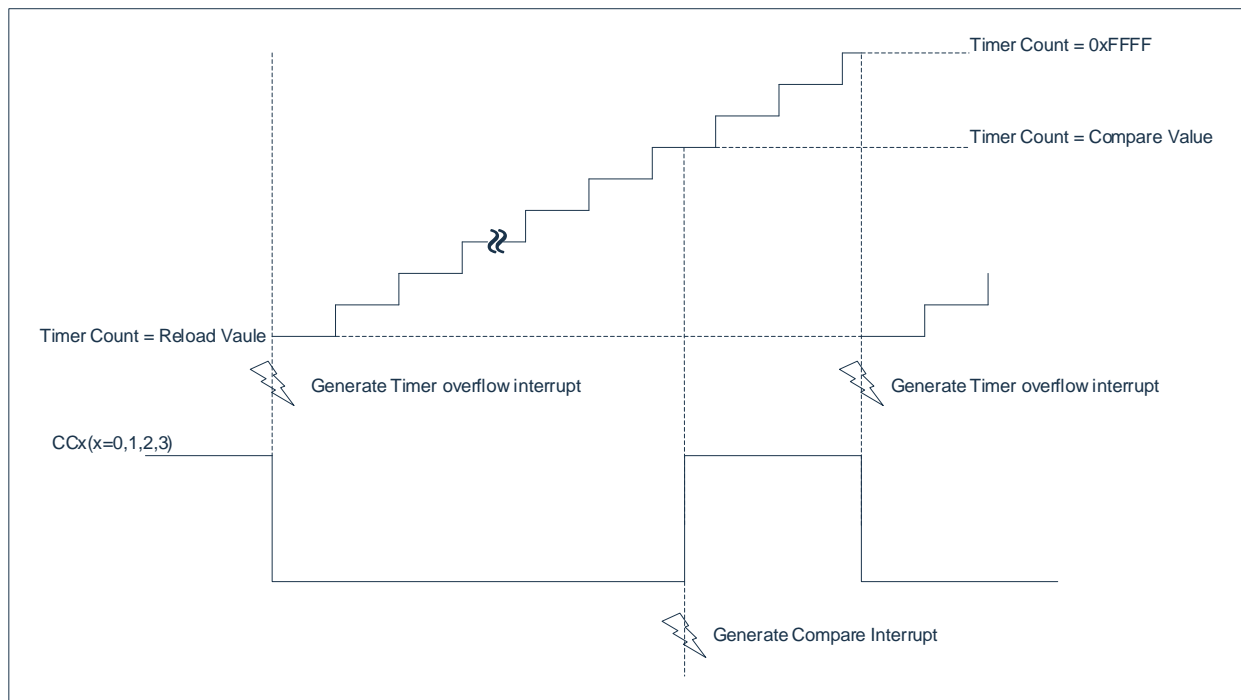 Timer Count = 0xFFFF
Timer Count = Compare Value
Timer Count = Reload Vaule
Generate Timer overflow interrupt
Generate Timer overflow interrupt
CCx(x=0,1,2,3)
Generate Compare Interrupt